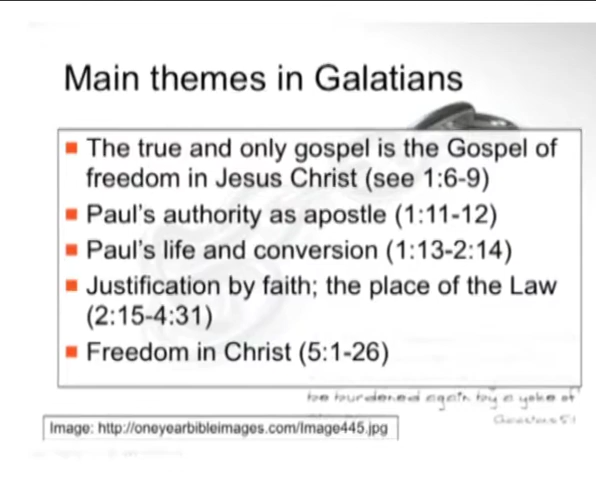 Main themes in Galatians
■ The true and only gospel is the Gospel of
freedom in Jesus Christ (see 1:6-9)
■ Paul's authority as apostle (1:11-12)
■ Paul's life and conversion (1:13-2:14)
■ Justification by faith; the place of the Law
(2:15-4:31)
■ Freedom in Christ (5:1-26)
be burdened again by a yoke of
Galatians 5:1
Image: http://oneyearbibleimages.com/Image445.jpg